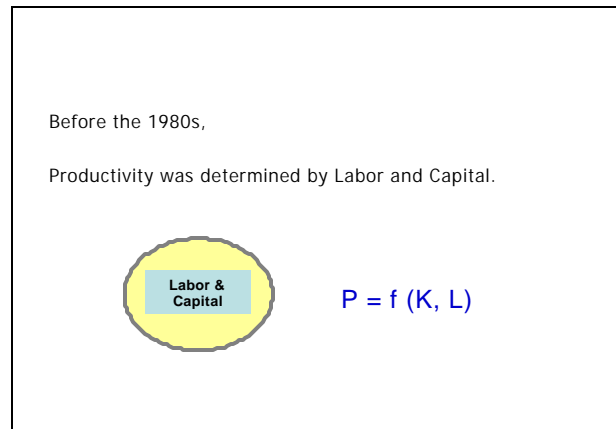 Before the 1980s,
Productivity was determined by Labor and Capital.
Labor &
Capital
P = f (K, L)